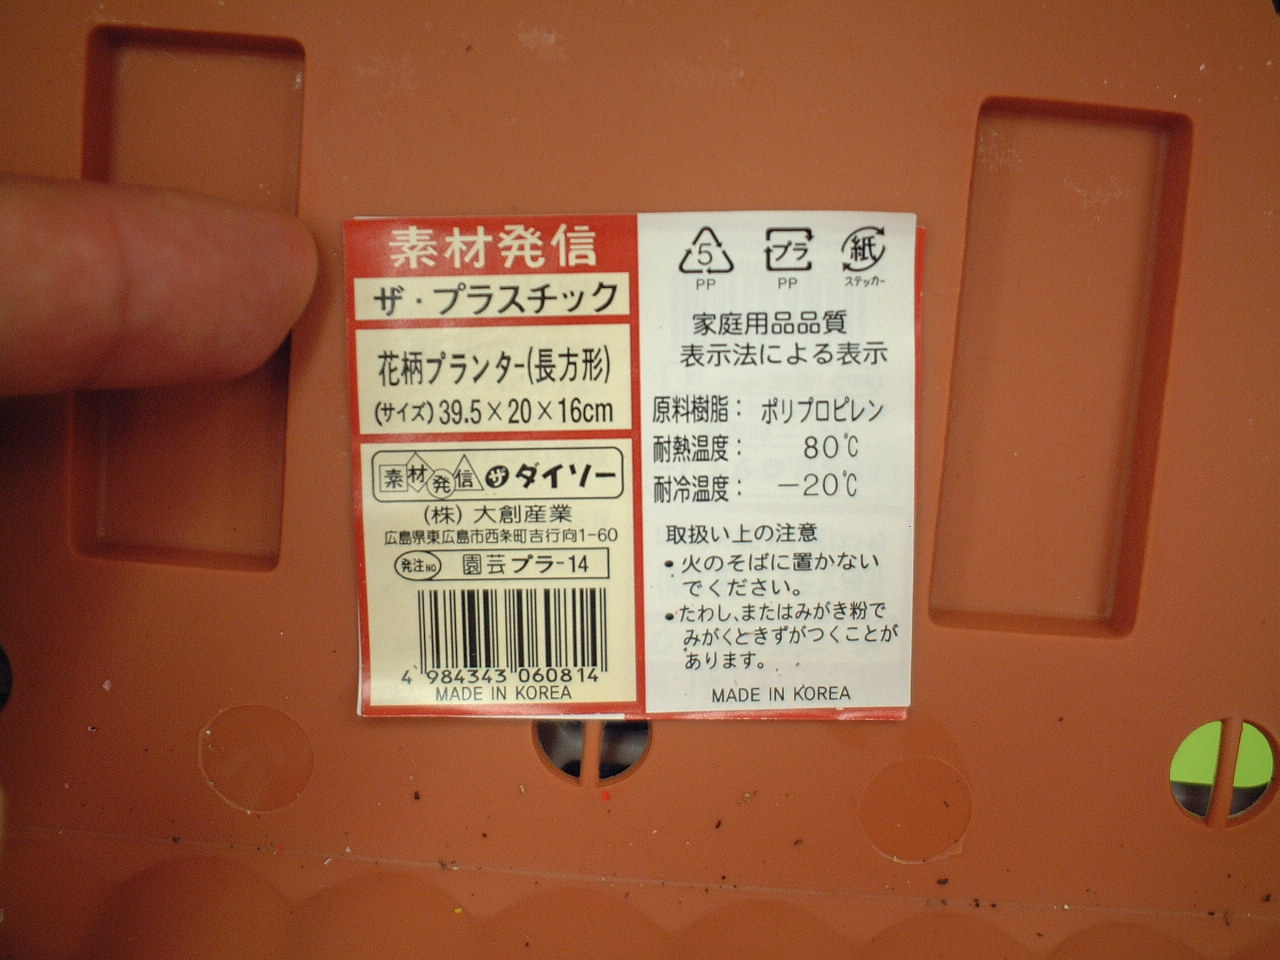 素材発信
ザ・プラスチック
花柄プランター(長方形)
(サイズ)39.5×20×16cm
素材発信 ザ ダイソー
(株) 大創産業
広島県東広島市西条町吉行向1-60
発注NO 園芸プラ-14
4 984343 060814
MADE IN KOREA
5 プラ 紙
PP PP ステッカー
家庭用品品質
表示法による表示
原料樹脂： ポリプロピレン
耐熱温度： 80℃
耐冷温度： −20℃
取扱い上の注意
・火のそばに置かない
でください。
・たわし、またはみがき粉で
みがくときずがつくことが
あります。
MADE IN KOREA